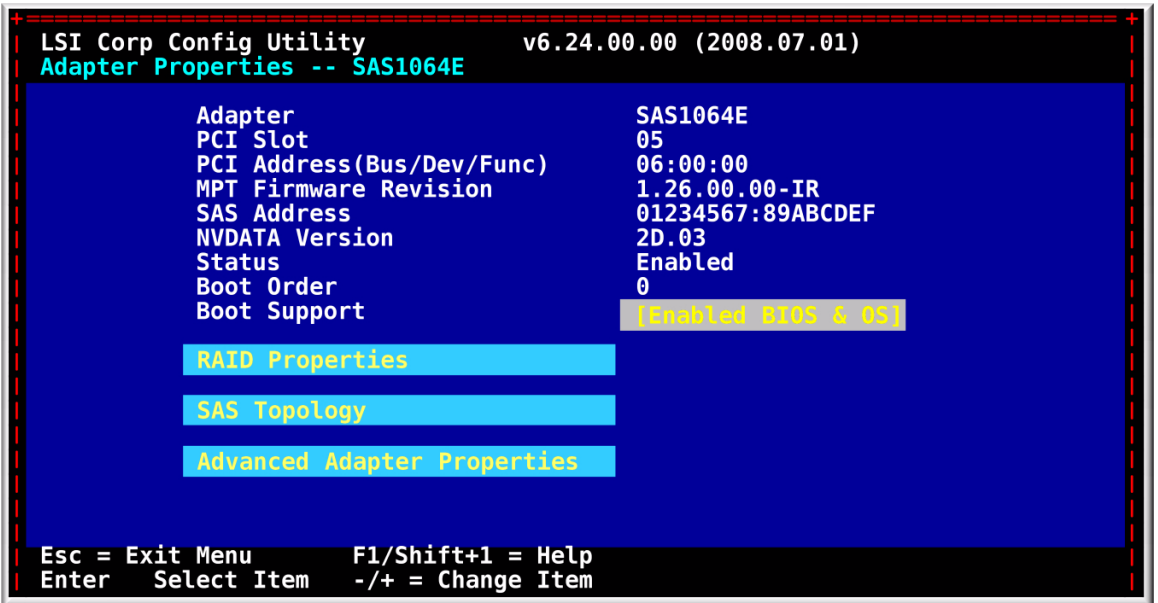 LSI Corp Config Utility v6.24.00.00 (2008.07.01)
Adapter Properties -- SAS1064E
Adapter SAS1064E
PCI Slot 05
PCI Address(Bus/Dev/Func) 06:00:00
MPT Firmware Revision 1.26.00.00-IR
SAS Address 01234567:89ABCDEF
NVDATA Version 2D.03
Status Enabled
Boot Order 0
Boot Support [Enabled BIOS & OS]
RAID Properties
SAS Topology
Advanced Adapter Properties
Esc = Exit Menu F1/Shift+1 = Help
Enter Select Item -/+ = Change Item